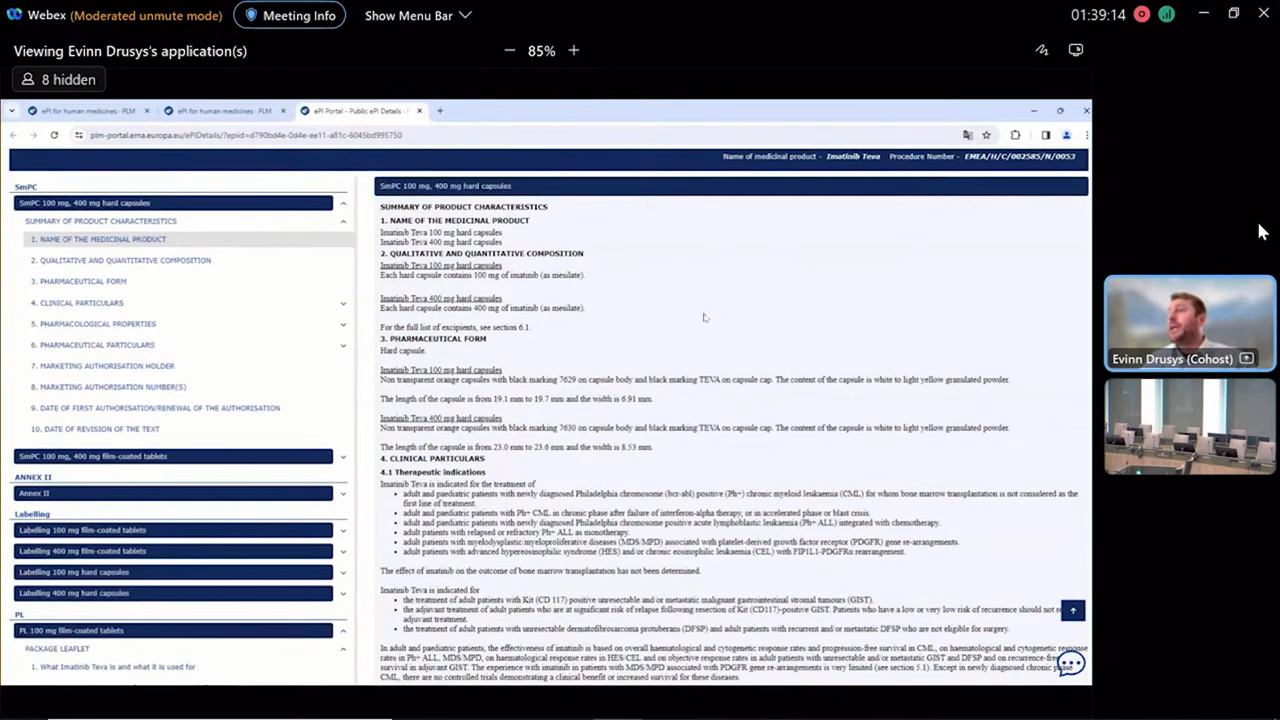 Webex (Moderated unmute mode) Meeting Info Show Menu Bar 01:39:14
Viewing Evinn Drusys's application(s) 85%
8 hidden
ePI for human medicines - PLM ePI for human medicines - PLM ePI Portal - Public ePI Details -
plm-portal.ema.europa.eu/ePIDetails/?epiid=d790bd4e-0d4e-ee11-a81c-6045bd995750
Name of medicinal product - Imatinib Teva Procedure Number - EMEA/H/C/002585/N/0053
SmPC
SmPC 100 mg, 400 mg hard capsules
SUMMARY OF PRODUCT CHARACTERISTICS
1. NAME OF THE MEDICINAL PRODUCT
2. QUALITATIVE AND QUANTITATIVE COMPOSITION
3. PHARMACEUTICAL FORM
4. CLINICAL PARTICULARS
5. PHARMACOLOGICAL PROPERTIES
6. PHARMACEUTICAL PARTICULARS
7. MARKETING AUTHORISATION HOLDER
8. MARKETING AUTHORISATION NUMBER(S)
9. DATE OF FIRST AUTHORISATION/RENEWAL OF THE AUTHORISATION
10. DATE OF REVISION OF THE TEXT
SmPC 100 mg, 400 mg film-coated tablets
ANNEX II
Annex II
Labelling
Labelling 100 mg film-coated tablets
Labelling 400 mg film-coated tablets
Labelling 100 mg hard capsules
Labelling 400 mg hard capsules
PL
PL 100 mg film-coated tablets
PACKAGE LEAFLET
1. What Imatinib Teva is and what it is used for
SmPC 100 mg, 400 mg hard capsules
SUMMARY OF PRODUCT CHARACTERISTICS
1. NAME OF THE MEDICINAL PRODUCT
Imatinib Teva 100 mg hard capsules
Imatinib Teva 400 mg hard capsules
2. QUALITATIVE AND QUANTITATIVE COMPOSITION
Imatinib Teva 100 mg hard capsules
Each hard capsule contains 100 mg of imatinib (as mesilate).
Imatinib Teva 400 mg hard capsules
Each hard capsule contains 400 mg of imatinib (as mesilate).
For the full list of excipients, see section 6.1.
3. PHARMACEUTICAL FORM
Hard capsule.
Imatinib Teva 100 mg hard capsules
Non transparent orange capsules with black marking 7629 on capsule body and black marking TEVA on capsule cap. The content of the capsule is white to light yellow granulated powder.
The length of the capsule is from 19.1 mm to 19.7 mm and the width is 6.91 mm.
Imatinib Teva 400 mg hard capsules
Non transparent orange capsules with black marking 7630 on capsule body and black marking TEVA on capsule cap. The content of the capsule is white to light yellow granulated powder.
The length of the capsule is from 23.0 mm to 23.6 mm and the width is 8.53 mm.
4. CLINICAL PARTICULARS
4.1 Therapeutic indications
Imatinib Teva is indicated for the treatment of
• adult and paediatric patients with newly diagnosed Philadelphia chromosome (bcr-abl) positive (Ph+) chronic myeloid leukaemia (CML) for whom bone marrow transplantation is not considered as the
first line of treatment.
• adult and paediatric patients with Ph+ CML in chronic phase after failure of interferon-alpha therapy, or in accelerated phase or blast crisis.
• adult and paediatric patients with newly diagnosed Philadelphia chromosome positive acute lymphoblastic leukaemia (Ph+ ALL) integrated with chemotherapy.
• adult patients with relapsed or refractory Ph+ ALL as monotherapy.
• adult patients with myelodysplastic/myeloproliferative diseases (MDS/MPD) associated with platelet-derived growth factor receptor (PDGFR) gene re-arrangements.
• adult patients with advanced hypereosinophilic syndrome (HES) and/or chronic eosinophilic leukaemia (CEL) with FIP1L1-PDGFRα rearrangement.
The effect of imatinib on the outcome of bone marrow transplantation has not been determined.
Imatinib Teva is indicated for
• the treatment of adult patients with Kit (CD 117) positive unresectable and/or metastatic malignant gastrointestinal stromal tumours (GIST).
• the adjuvant treatment of adult patients who are at significant risk of relapse following resection of Kit (CD117)-positive GIST. Patients who have a low or very low risk of recurrence should not re
adjuvant treatment.
• the treatment of adult patients with unresectable dermatofibrosarcoma protuberans (DFSP) and adult patients with recurrent and/or metastatic DFSP who are not eligible for surgery.
In adult and paediatric patients, the effectiveness of imatinib is based on overall haematological and cytogenetic response rates and progression-free survival in CML, on haematological and cytogenetic response
rates in Ph+ ALL, MDS/MPD, on haematological response rates in HES/CEL and on objective response rates in adult patients with unresectable and/or metastatic GIST and DFSP and on recurrence-free
survival in adjuvant GIST. The experience with imatinib in patients with MDS/MPD associated with PDGFR gene re-arrangements is very limited (see section 5.1). Except in newly diagnosed chronic phase
CML, there are no controlled trials demonstrating a clinical benefit or increased survival for these diseases.
Evinn Drusys (Cohost)